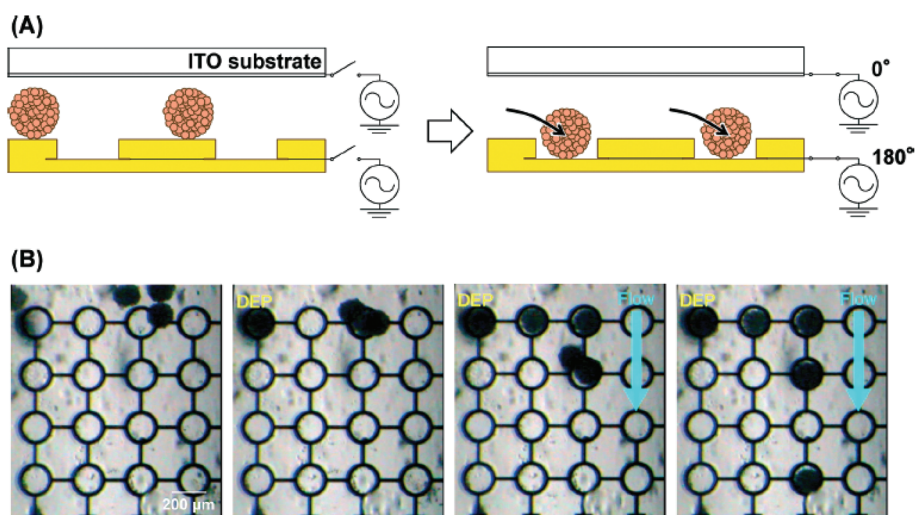 (A)
ITO substrate
0°
180°
(B)
DEP
DEP
Flow
DEP
Flow
200 µm